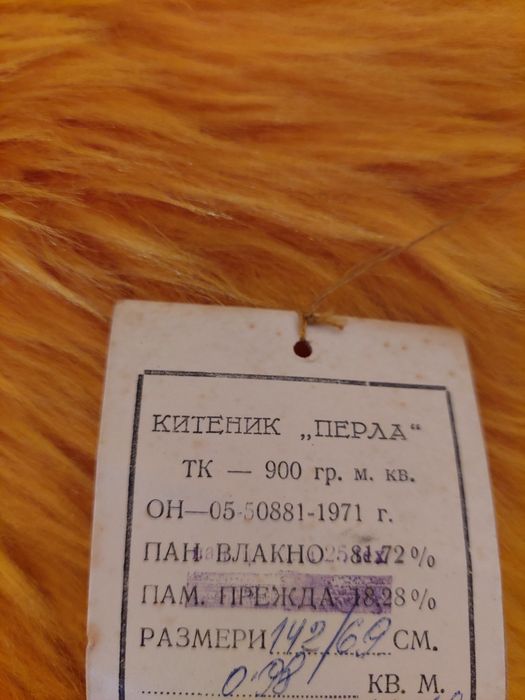 КИТЕНИК „ПЕРЛА“
ТК — 900 гр. м. кв.
ОН—05-50881-1971 г.
ПАН ВЛАКНО 81.72%
ПАМ. ПРЕЖДА 18.28%
РАЗМЕРИ 142/69 СМ.
0.98 КВ. М.